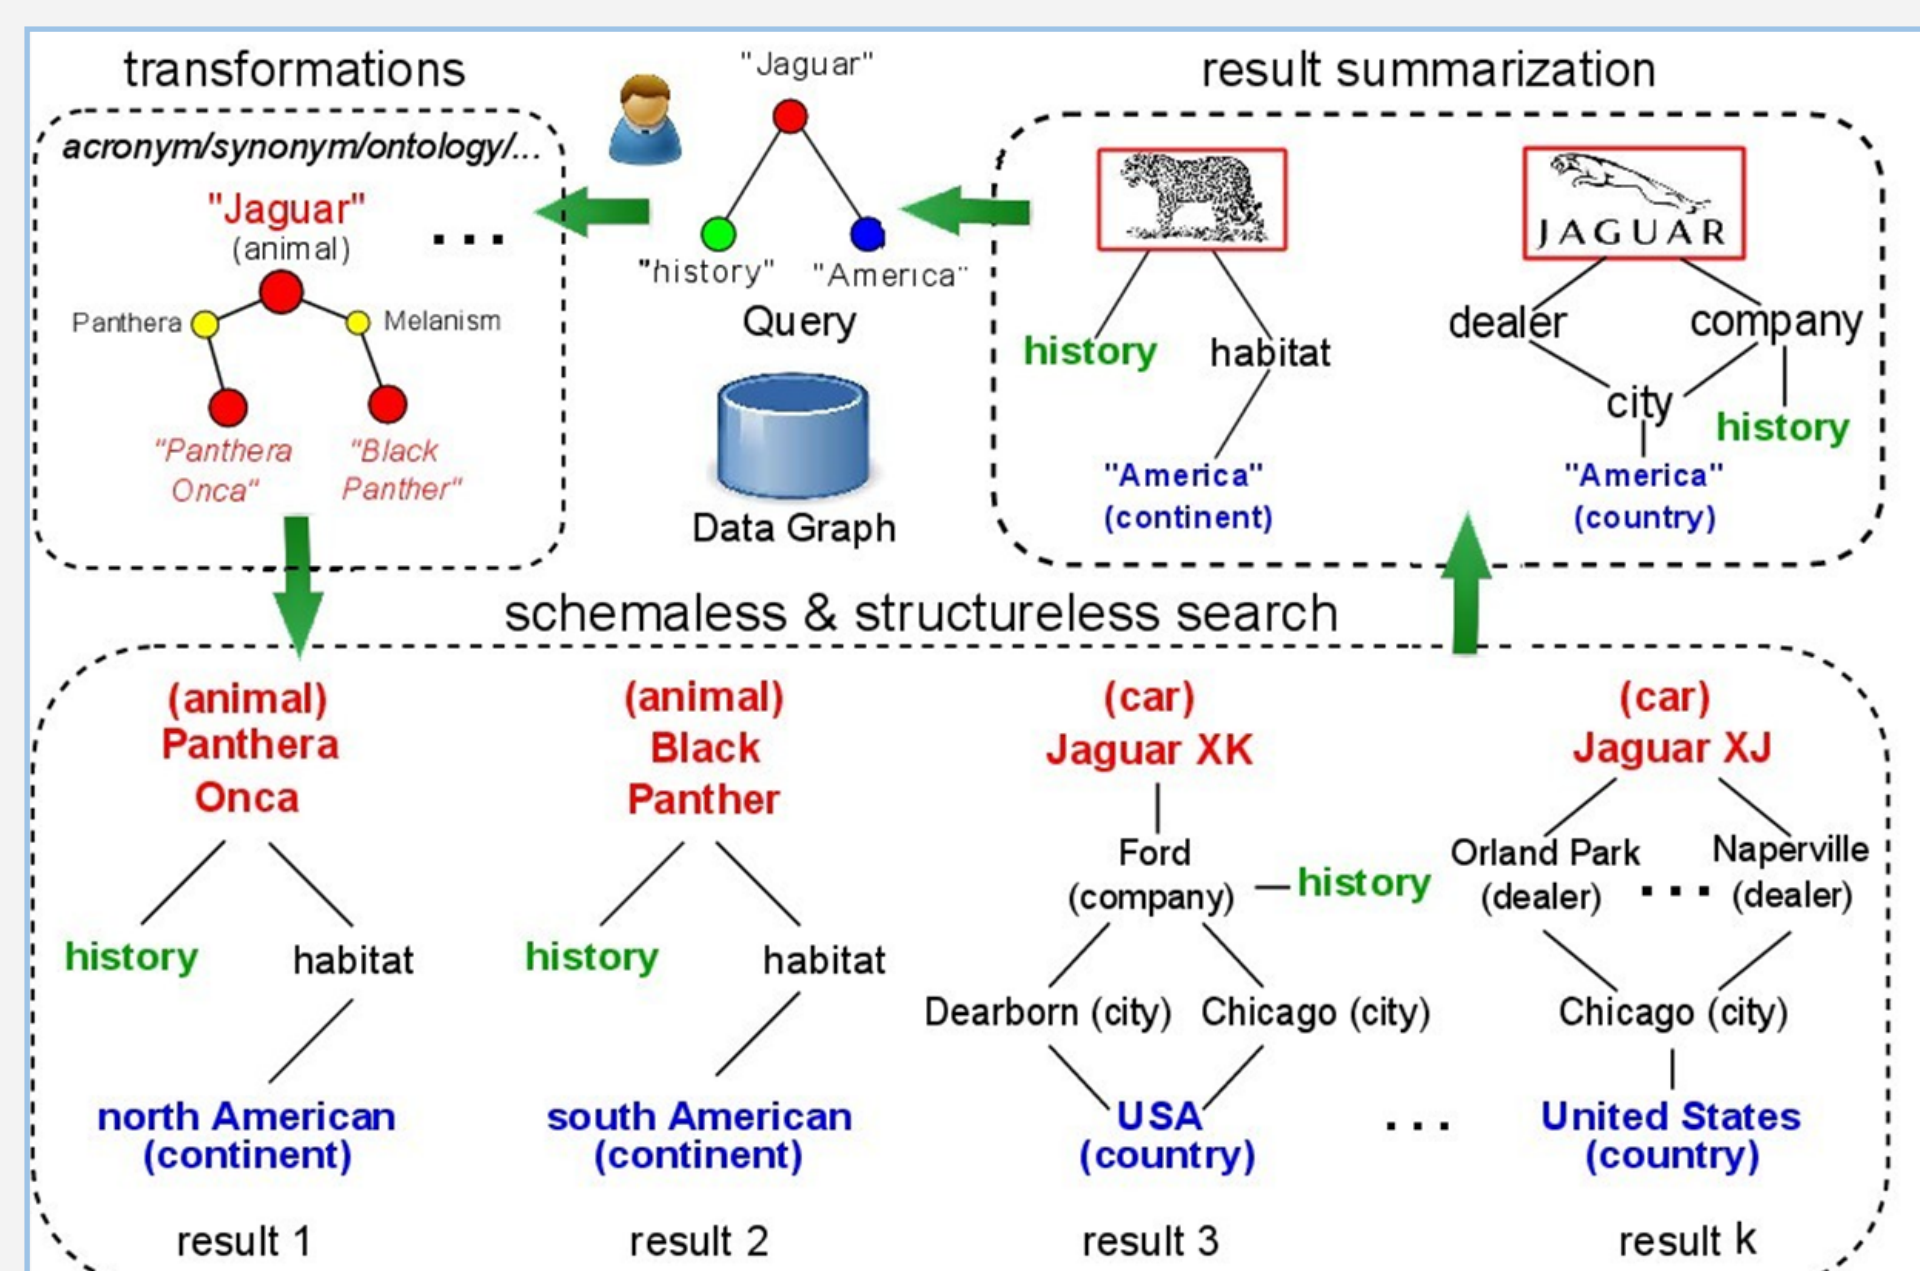 transformations
acronym/synonym/ontology/...
"Jaguar"
(animal)
...
Panthera
Melanism
"Panthera
Onca"
"Black
Panther"
"Jaguar"
"history"
"America"
Query
Data Graph
result summarization
history
habitat
"America"
(continent)
JAGUAR
dealer
company
city
history
"America"
(country)
schemaless & structureless search
(animal)
Panthera
Onca
history
habitat
north American
(continent)
result 1
(animal)
Black
Panther
history
habitat
south American
(continent)
result 2
(car)
Jaguar XK
Ford
(company)
history
Dearborn (city)
Chicago (city)
USA
(country)
result 3
...
(car)
Jaguar XJ
Orland Park
(dealer)
...
Naperville
(dealer)
Chicago (city)
United States
(country)
result k